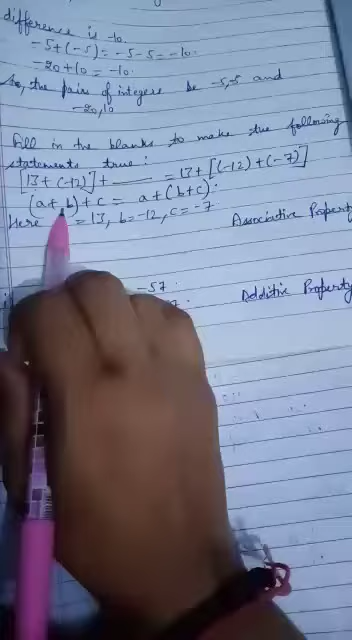 difference is -10.
-5+(-5) = -5-5 = -10.
-20+10 = -10.
So, the pairs of integers be -5,-5 and
-20,10
Fill in the blanks to make the following
statements true:
[13+(-12)] + ____ = 13+[(-12)+(-7)]
(a+b)+c = a+(b+c).
Here = 13, b=-12, c=-7
Associative Property
-57
Additive Property